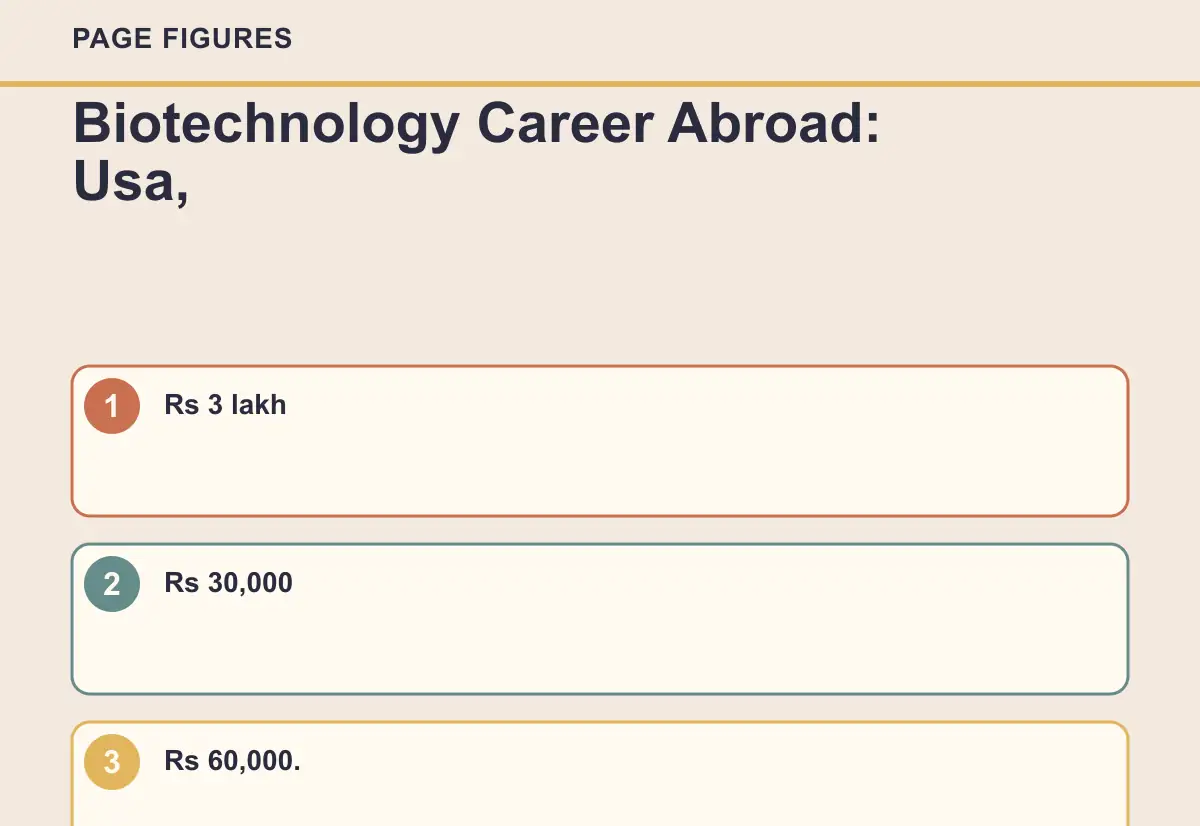 PAGE FIGURES
Biotechnology Career Abroad:
Usa,
1
Rs 3 lakh
2
Rs 30,000
3
Rs 60,000.